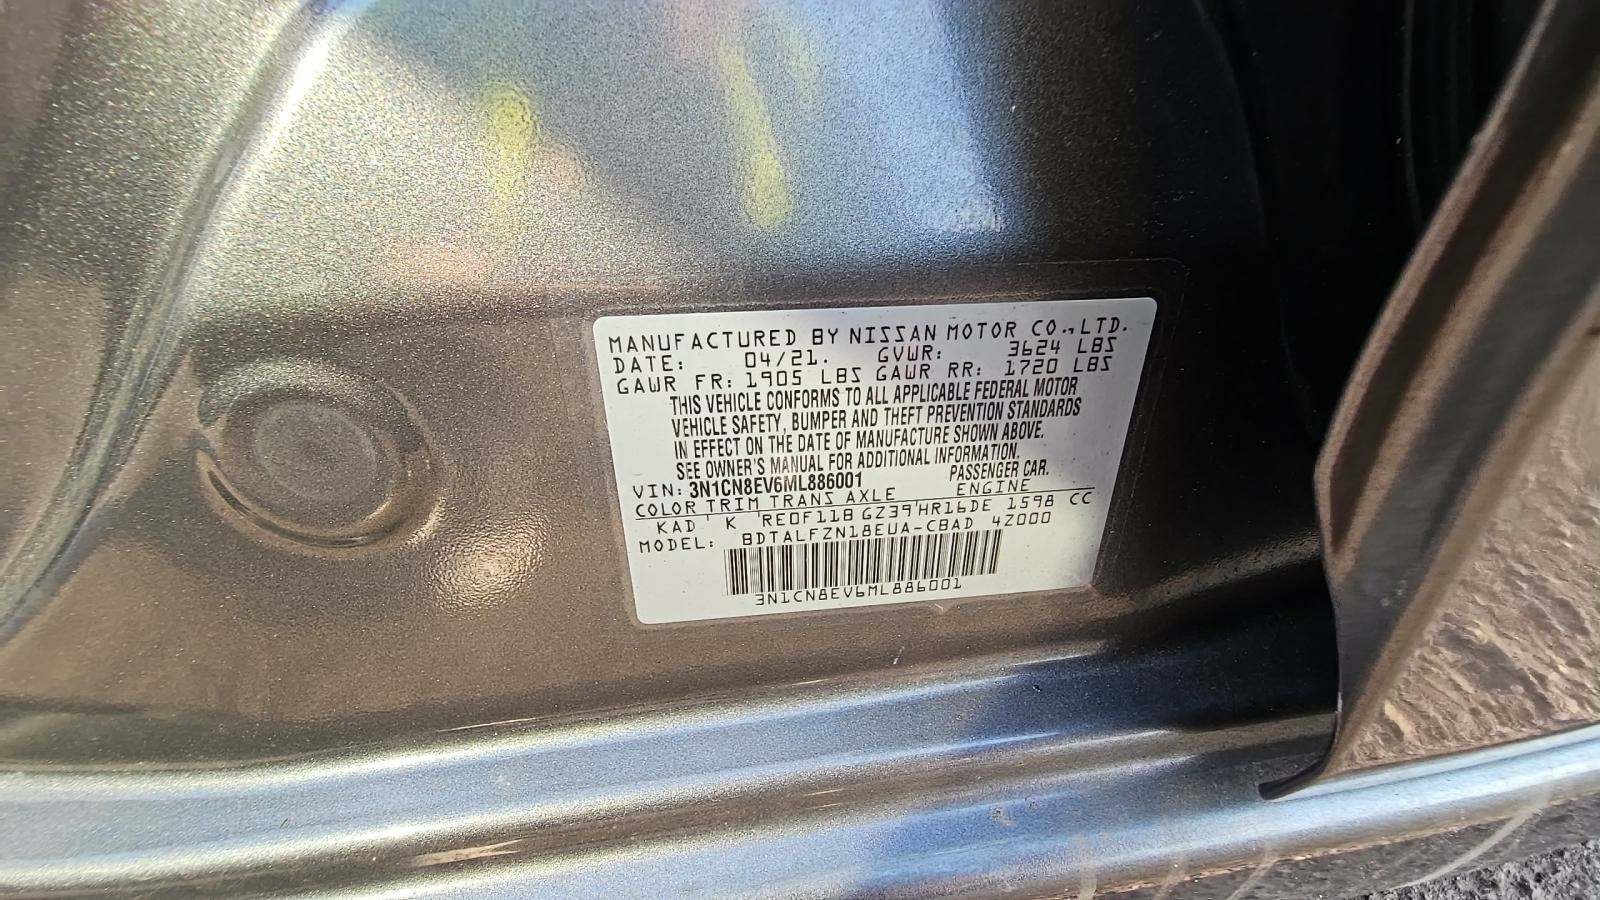 MANUFACTURED BY NISSAN MOTOR CO.,LTD.
DATE: 04/21. GVWR: 3624 LBS
GAWR FR: 1905 LBS GAWR RR: 1720 LBS
THIS VEHICLE CONFORMS TO ALL APPLICABLE FEDERAL MOTOR
VEHICLE SAFETY, BUMPER AND THEFT PREVENTION STANDARDS
IN EFFECT ON THE DATE OF MANUFACTURE SHOWN ABOVE.
SEE OWNER'S MANUAL FOR ADDITIONAL INFORMATION.
VIN: 3N1CN8EV6ML886001 PASSENGER CAR.
COLOR TRIM TRANS AXLE ENGINE
KAD K RE0F11B GZ39 HR16DE 1598 CC
MODEL: BDTALFZN18EUA-CBAD 4Z000
3N1CN8EV6ML886001